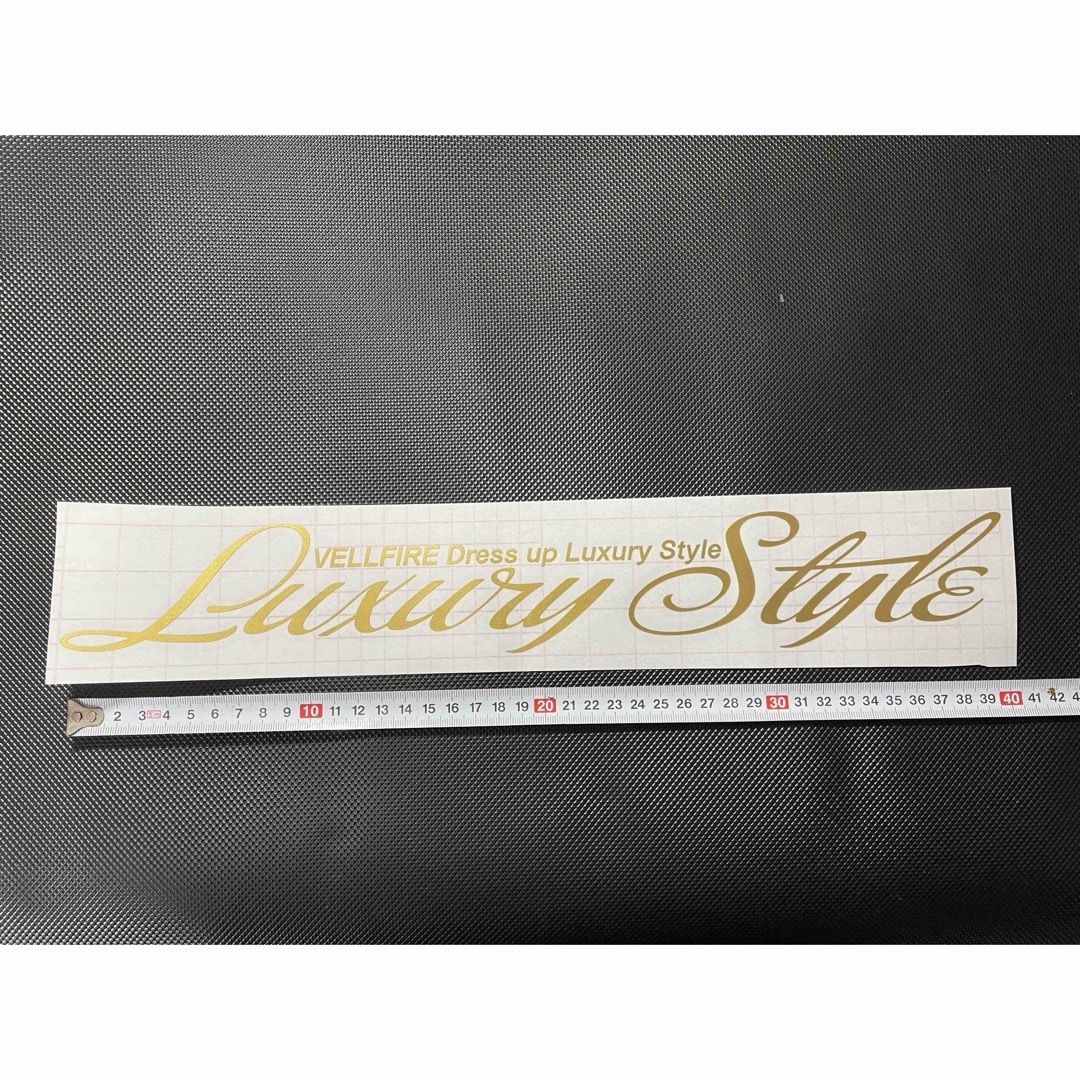 VELLFIRE Dress up Luxury Style
Luxury Style
2 3 4 5 6 7 8 9 10 11 12 13 14 15 16 17 18 19 20 21 22 23 24 25 26 27 28 29 30 31 32 33 34 35 36 37 38 39 40 41 42